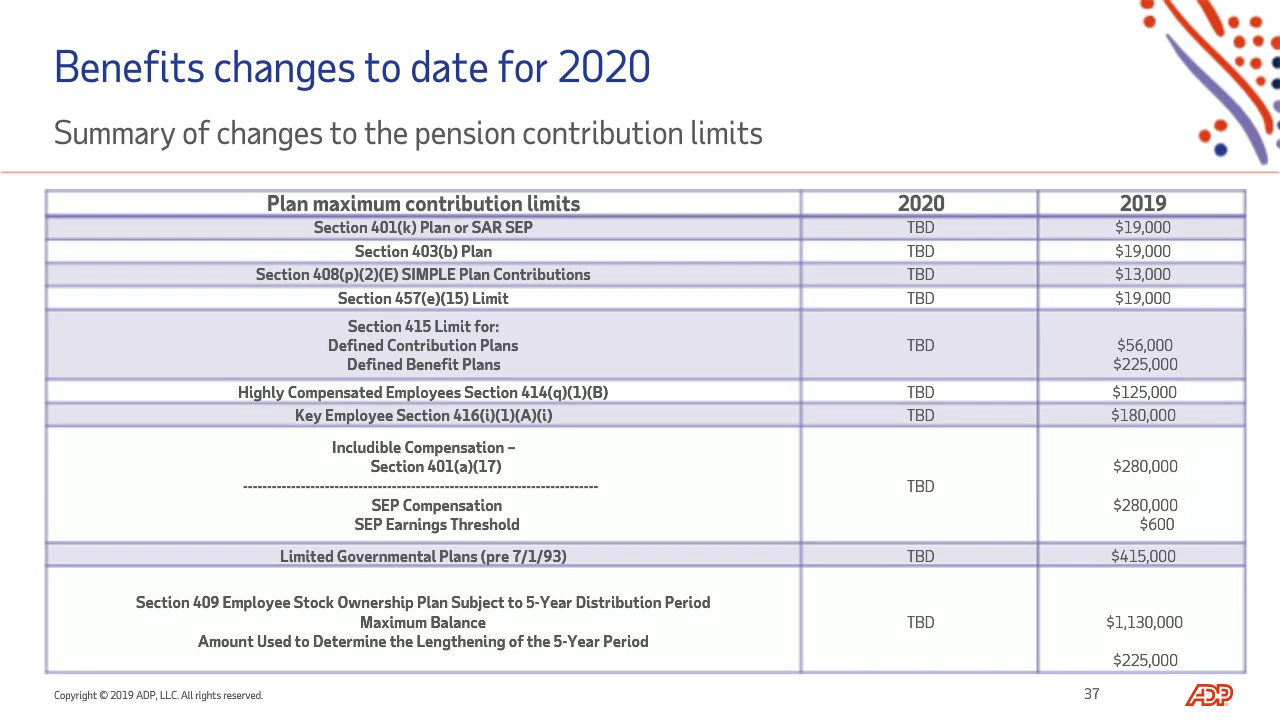 Benefits changes to date for 2020
Summary of changes to the pension contribution limits
Plan maximum contribution limits 2020 2019
Section 401(k) Plan or SAR SEP TBD $19,000
Section 403(b) Plan TBD $19,000
Section 408(p)(2)(E) SIMPLE Plan Contributions TBD $13,000
Section 457(e)(15) Limit TBD $19,000
Section 415 Limit for:
Defined Contribution Plans TBD $56,000
Defined Benefit Plans $225,000
Highly Compensated Employees Section 414(q)(1)(B) TBD $125,000
Key Employee Section 416(i)(1)(A)(i) TBD $180,000
Includible Compensation –
Section 401(a)(17) $280,000
-------------------------------------------------------------------------- TBD
SEP Compensation $280,000
SEP Earnings Threshold $600
Limited Governmental Plans (pre 7/1/93) TBD $415,000
Section 409 Employee Stock Ownership Plan Subject to 5-Year Distribution Period
Maximum Balance TBD $1,130,000
Amount Used to Determine the Lengthening of the 5-Year Period
$225,000
Copyright © 2019 ADP, LLC. All rights reserved. 37 ADP